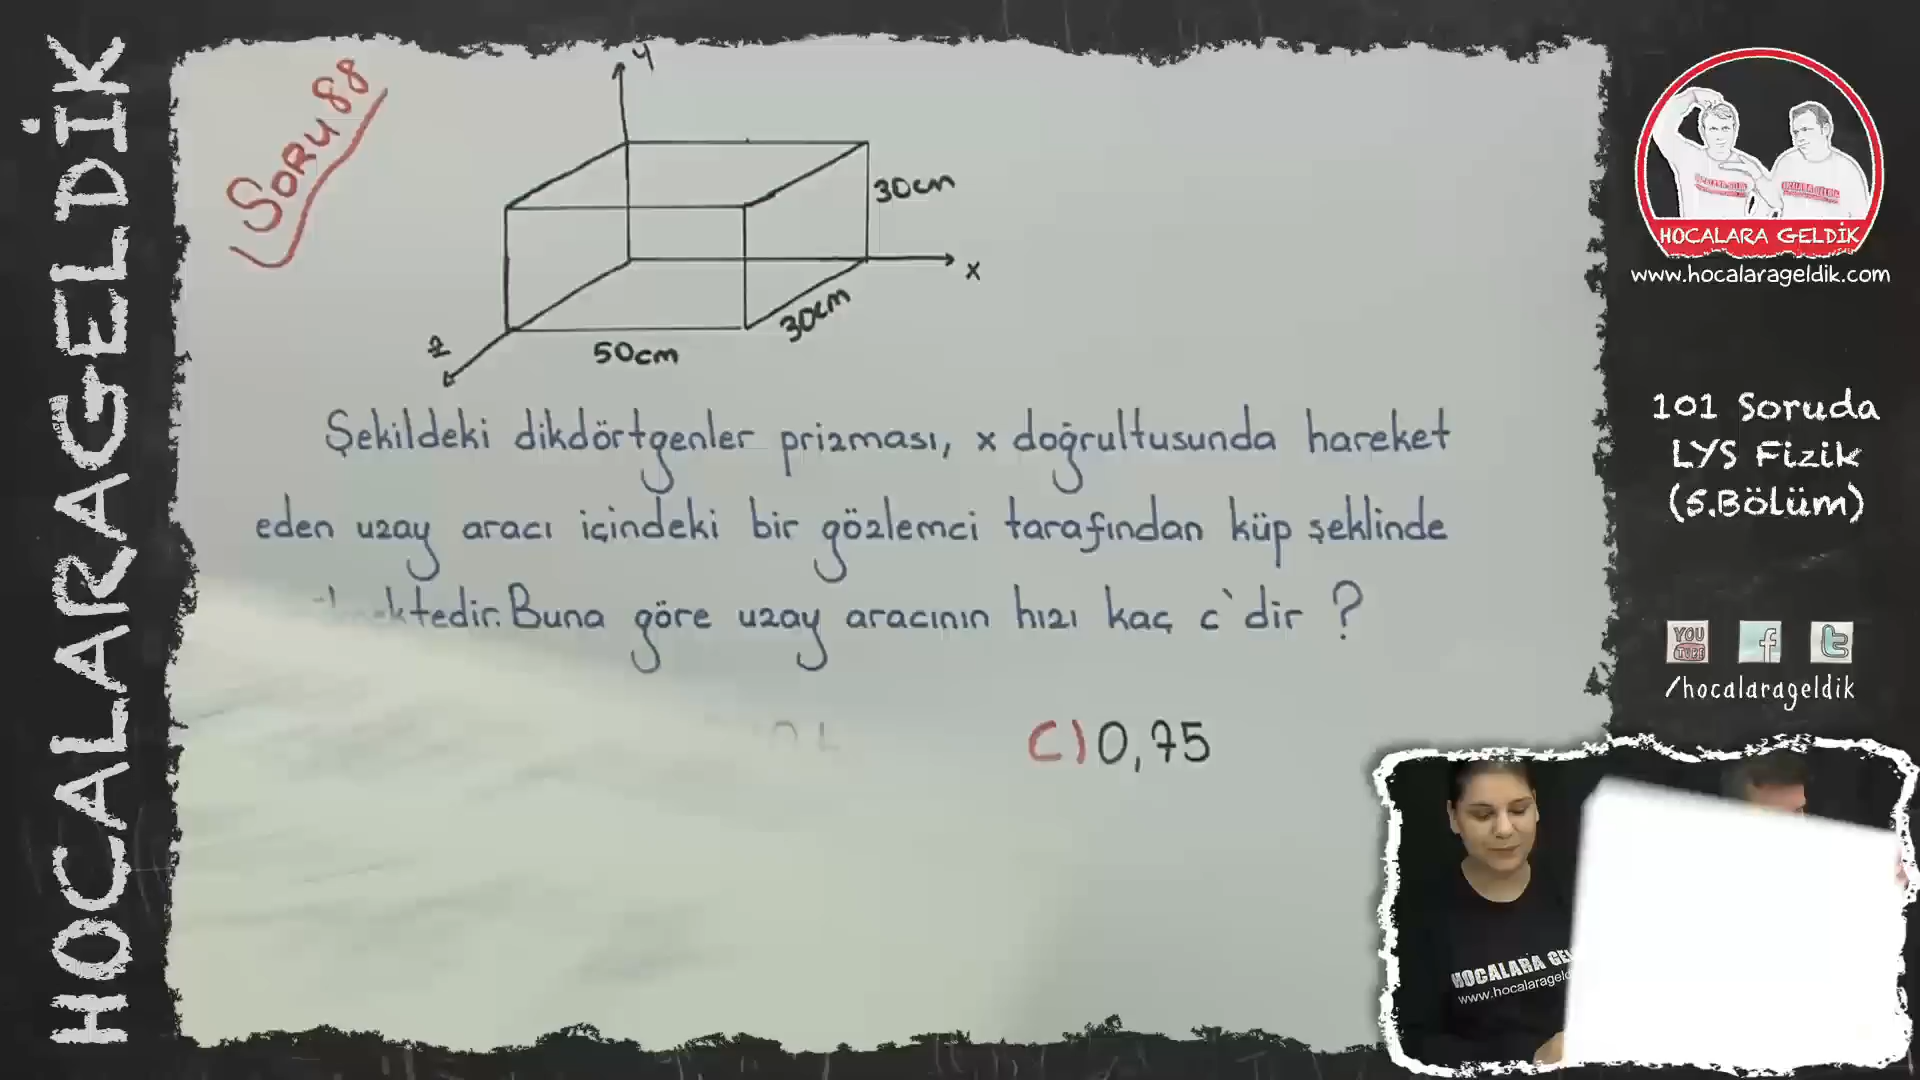 HOCALARAGELDİK
SORU 88
y
30cm
x
30cm
z
50cm
Şekildeki dikdörtgenler prizması, x doğrultusunda hareket
eden uzay aracı içindeki bir gözlemci tarafından küp şeklinde
Buna göre uzay aracının hızı kaç c'dir ?
C) 0,75
HOCALARA GELDİK
www.hocalarageldik.com
101 Soruda
LYS Fizik
(5.Bölüm)
YOU
TUBE
f
t
/hocalarageldik
HOCALARA
www.hocalarageld